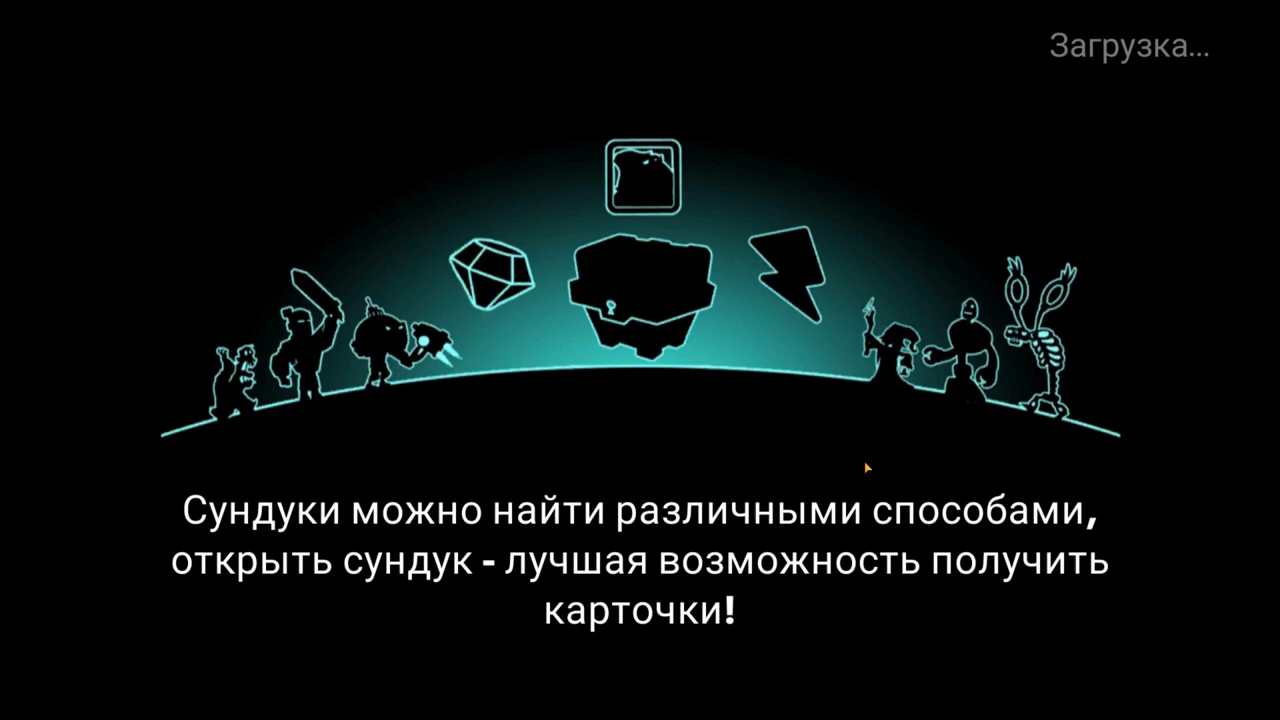 Загрузка...
Сундуки можно найти различными способами,
открыть сундук - лучшая возможность получить
карточки!